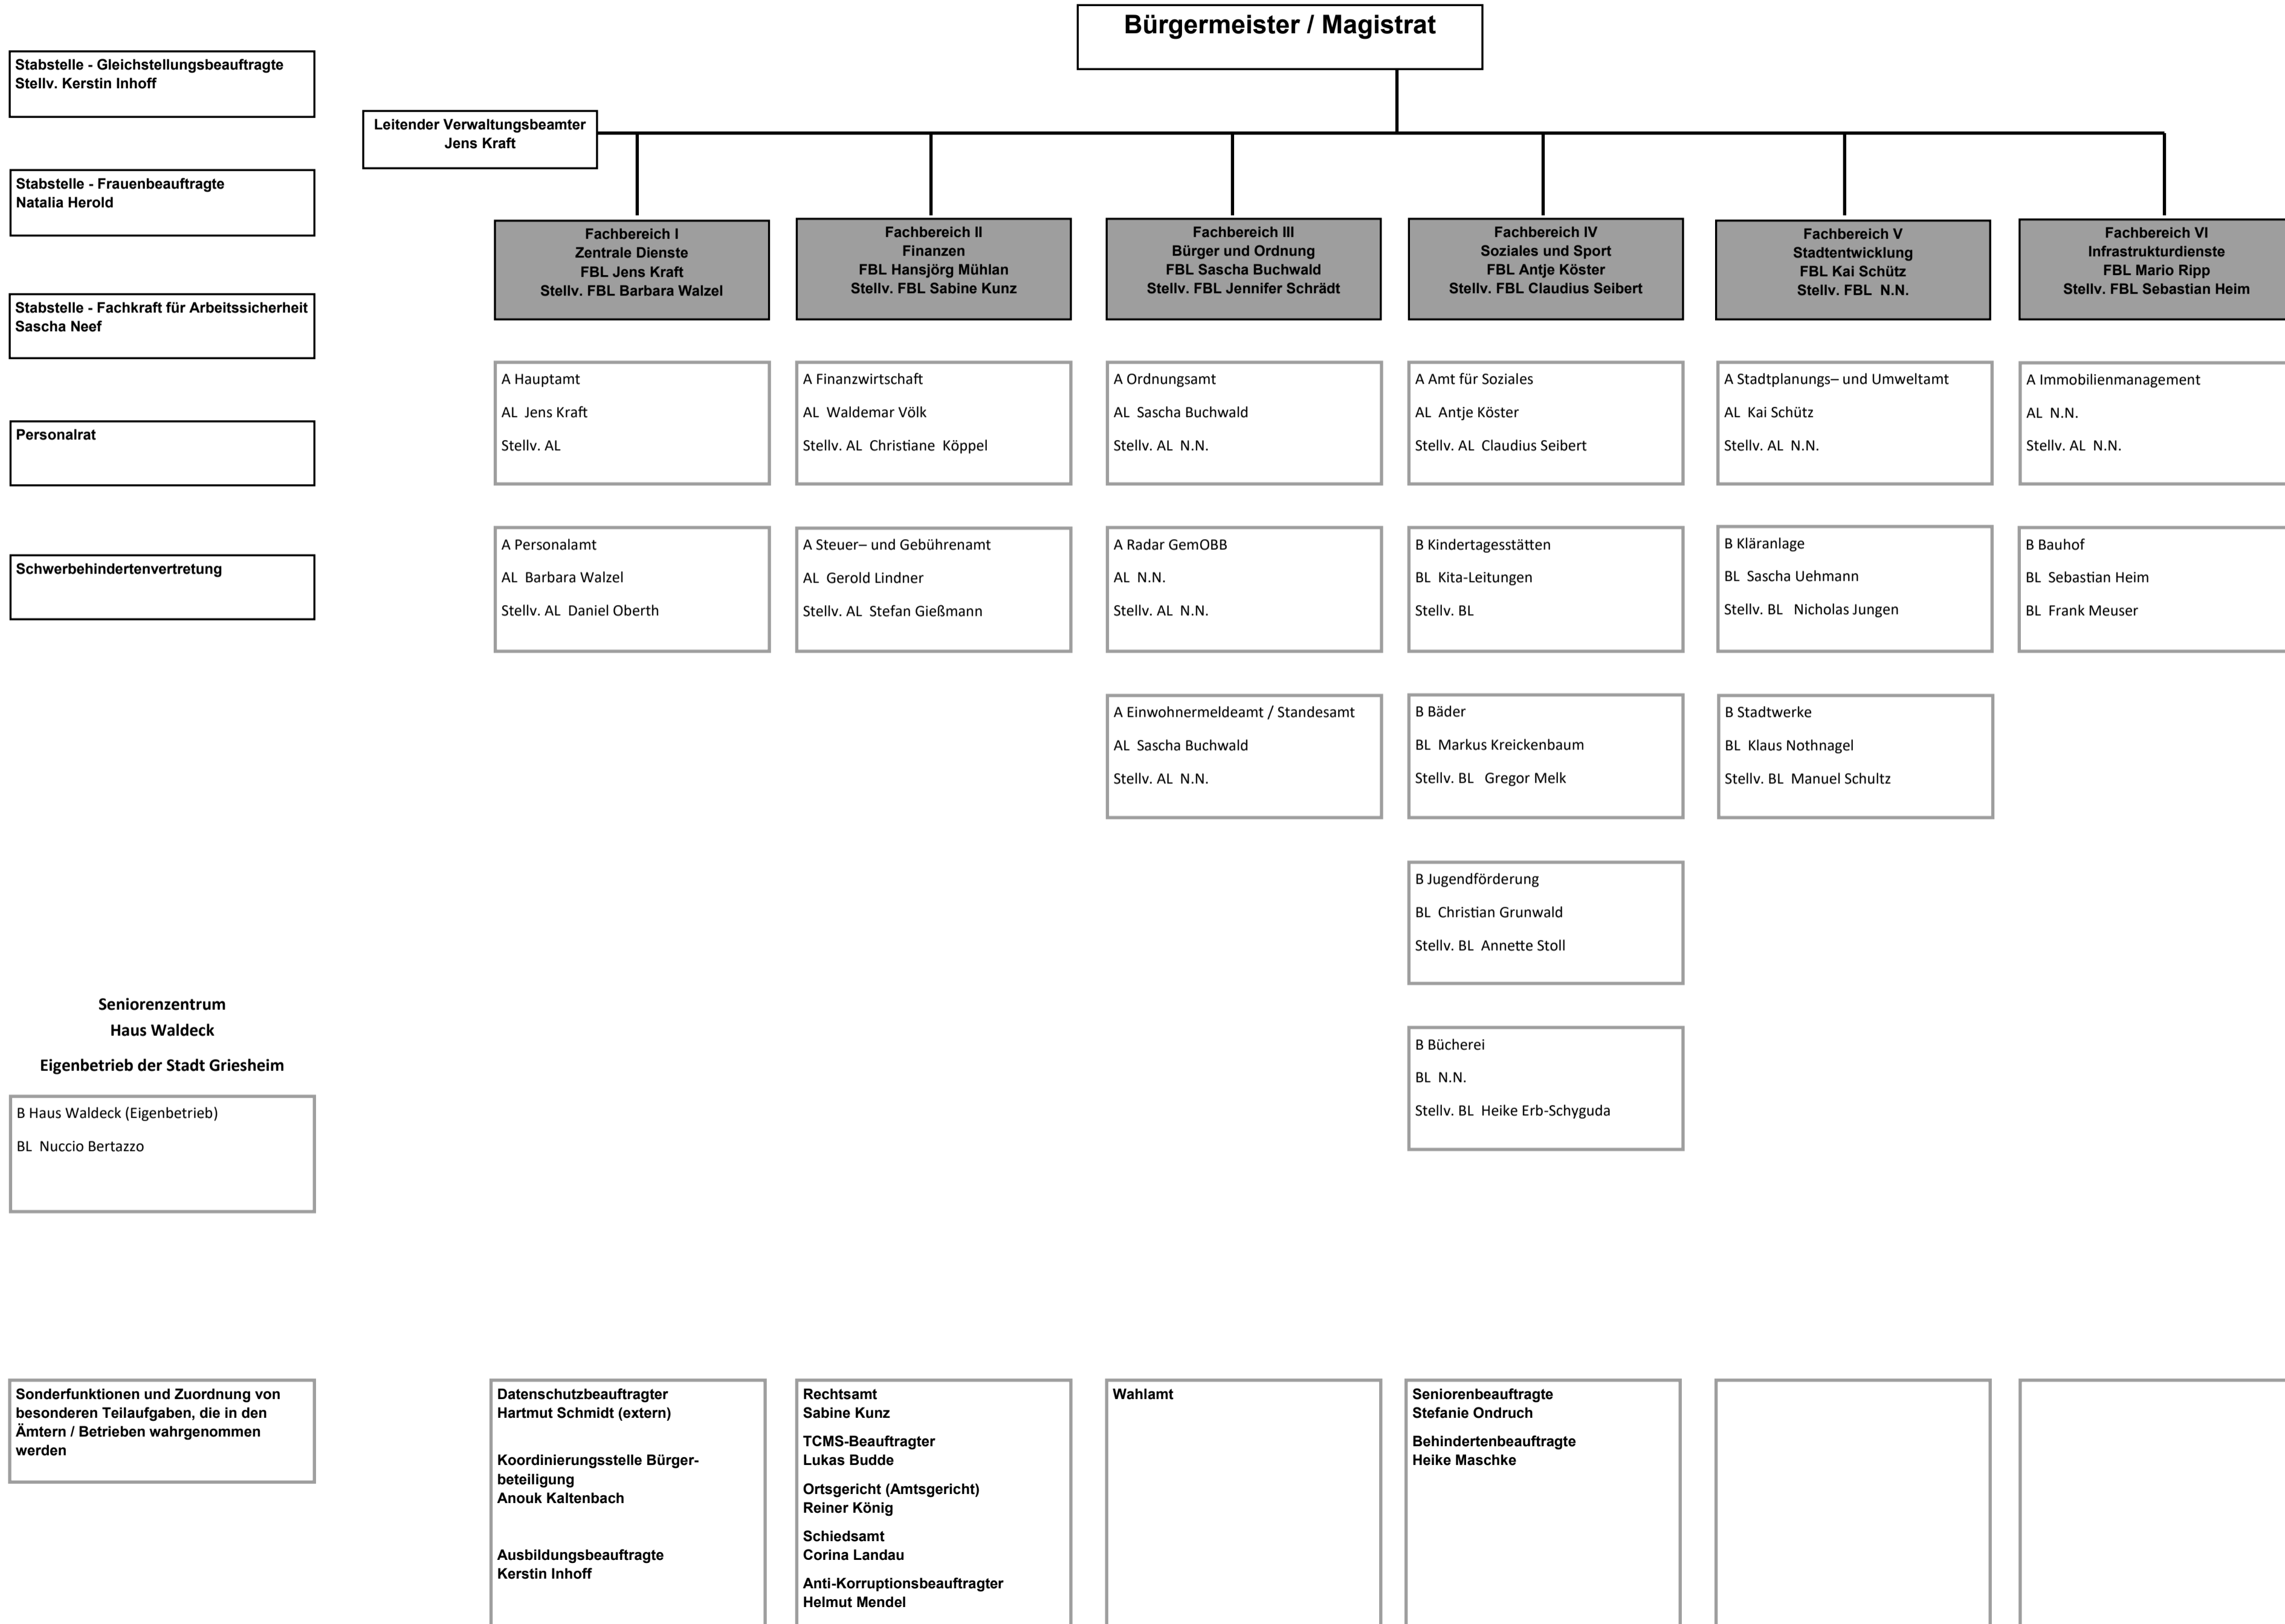 Bürgermeister / Magistrat
Stabstelle - Gleichstellungsbeauftragte
Stellv. Kerstin Inhoff
Leitender Verwaltungsbeamter
Jens Kraft
Stabstelle - Frauenbeauftragte
Natalia Herold
Stabstelle - Fachkraft für Arbeitssicherheit
Sascha Neef
Personalrat
Schwerbehindertenvertretung
Fachbereich I
Zentrale Dienste
FBL Jens Kraft
Stellv. FBL Barbara Walzel
Fachbereich II
Finanzen
FBL Hansjörg Mühlan
Stellv. FBL Sabine Kunz
Fachbereich III
Bürger und Ordnung
FBL Sascha Buchwald
Stellv. FBL Jennifer Schrädt
Fachbereich IV
Soziales und Sport
FBL Antje Köster
Stellv. FBL Claudius Seibert
Fachbereich V
Stadtentwicklung
FBL Kai Schütz
Stellv. FBL N.N.
Fachbereich VI
Infrastrukturdienste
FBL Mario Ripp
Stellv. FBL Sebastian Heim
A Hauptamt
AL Jens Kraft
Stellv. AL
A Finanzwirtschaft
AL Waldemar Völk
Stellv. AL Christiane Köppel
A Ordnungsamt
AL Sascha Buchwald
Stellv. AL N.N.
A Amt für Soziales
AL Antje Köster
Stellv. AL Claudius Seibert
A Stadtplanungs– und Umweltamt
AL Kai Schütz
Stellv. AL N.N.
A Immobilienmanagement
AL N.N.
Stellv. AL N.N.
A Personalamt
AL Barbara Walzel
Stellv. AL Daniel Oberth
A Steuer– und Gebührenamt
AL Gerold Lindner
Stellv. AL Stefan Gießmann
A Radar GemOBB
AL N.N.
Stellv. AL N.N.
B Kindertagesstätten
BL Kita-Leitungen
Stellv. BL
B Kläranlage
BL Sascha Uehmann
Stellv. BL Nicholas Jungen
B Bauhof
BL Sebastian Heim
BL Frank Meuser
A Einwohnermeldeamt / Standesamt
AL Sascha Buchwald
Stellv. AL N.N.
B Bäder
BL Markus Kreickenbaum
Stellv. BL Gregor Melk
B Stadtwerke
BL Klaus Nothnagel
Stellv. BL Manuel Schultz
B Jugendförderung
BL Christian Grunwald
Stellv. BL Annette Stoll
B Bücherei
BL N.N.
Stellv. BL Heike Erb-Schyguda
Seniorenzentrum
Haus Waldeck
Eigenbetrieb der Stadt Griesheim
B Haus Waldeck (Eigenbetrieb)
BL Nuccio Bertazzo
Sonderfunktionen und Zuordnung von
besonderen Teilaufgaben, die in den
Ämtern / Betrieben wahrgenommen
werden
Datenschutzbeauftragter
Hartmut Schmidt (extern)
Koordinierungsstelle Bürger-
beteiligung
Anouk Kaltenbach
Ausbildungsbeauftragte
Kerstin Inhoff
Rechtsamt
Sabine Kunz
TCMS-Beauftragter
Lukas Budde
Ortsgericht (Amtsgericht)
Reiner König
Schiedsamt
Corina Landau
Anti-Korruptionsbeauftragter
Helmut Mendel
Wahlamt
Seniorenbeauftragte
Stefanie Ondruch
Behindertenbeauftragte
Heike Maschke